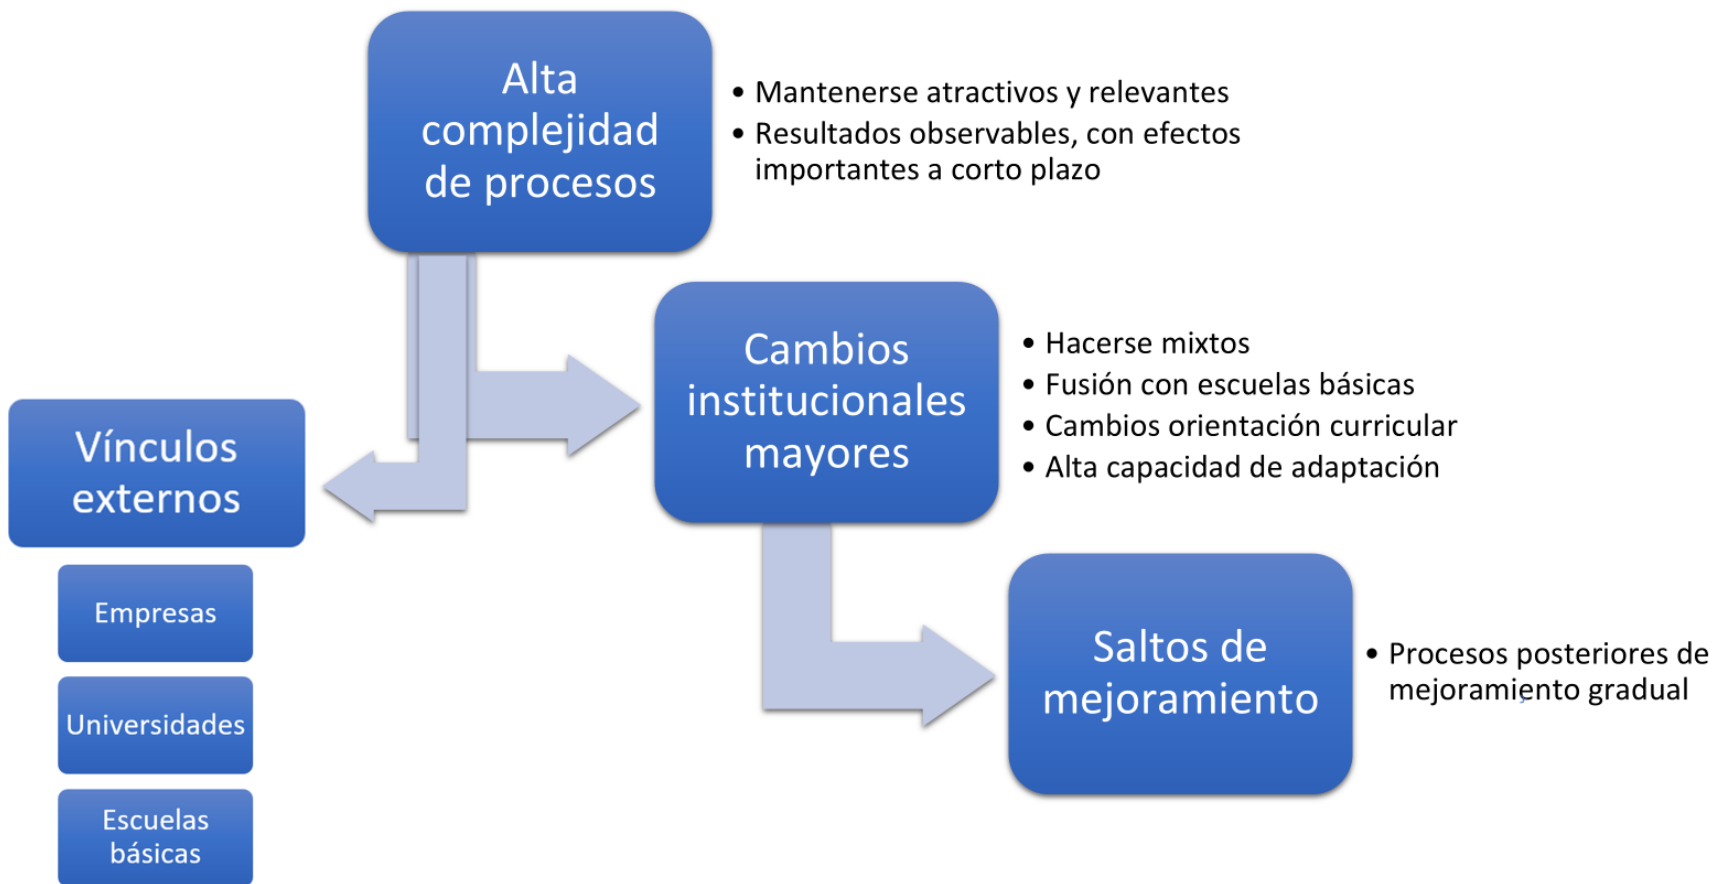 Alta
complejidad
de procesos
• Mantenerse atractivos y relevantes
• Resultados observables, con efectos
importantes a corto plazo
Cambios
institucionales
mayores
• Hacerse mixtos
• Fusión con escuelas básicas
• Cambios orientación curricular
• Alta capacidad de adaptación
Vínculos
externos
Empresas
Universidades
Escuelas
básicas
Saltos de
mejoramiento
• Procesos posteriores de
mejoramiento gradual